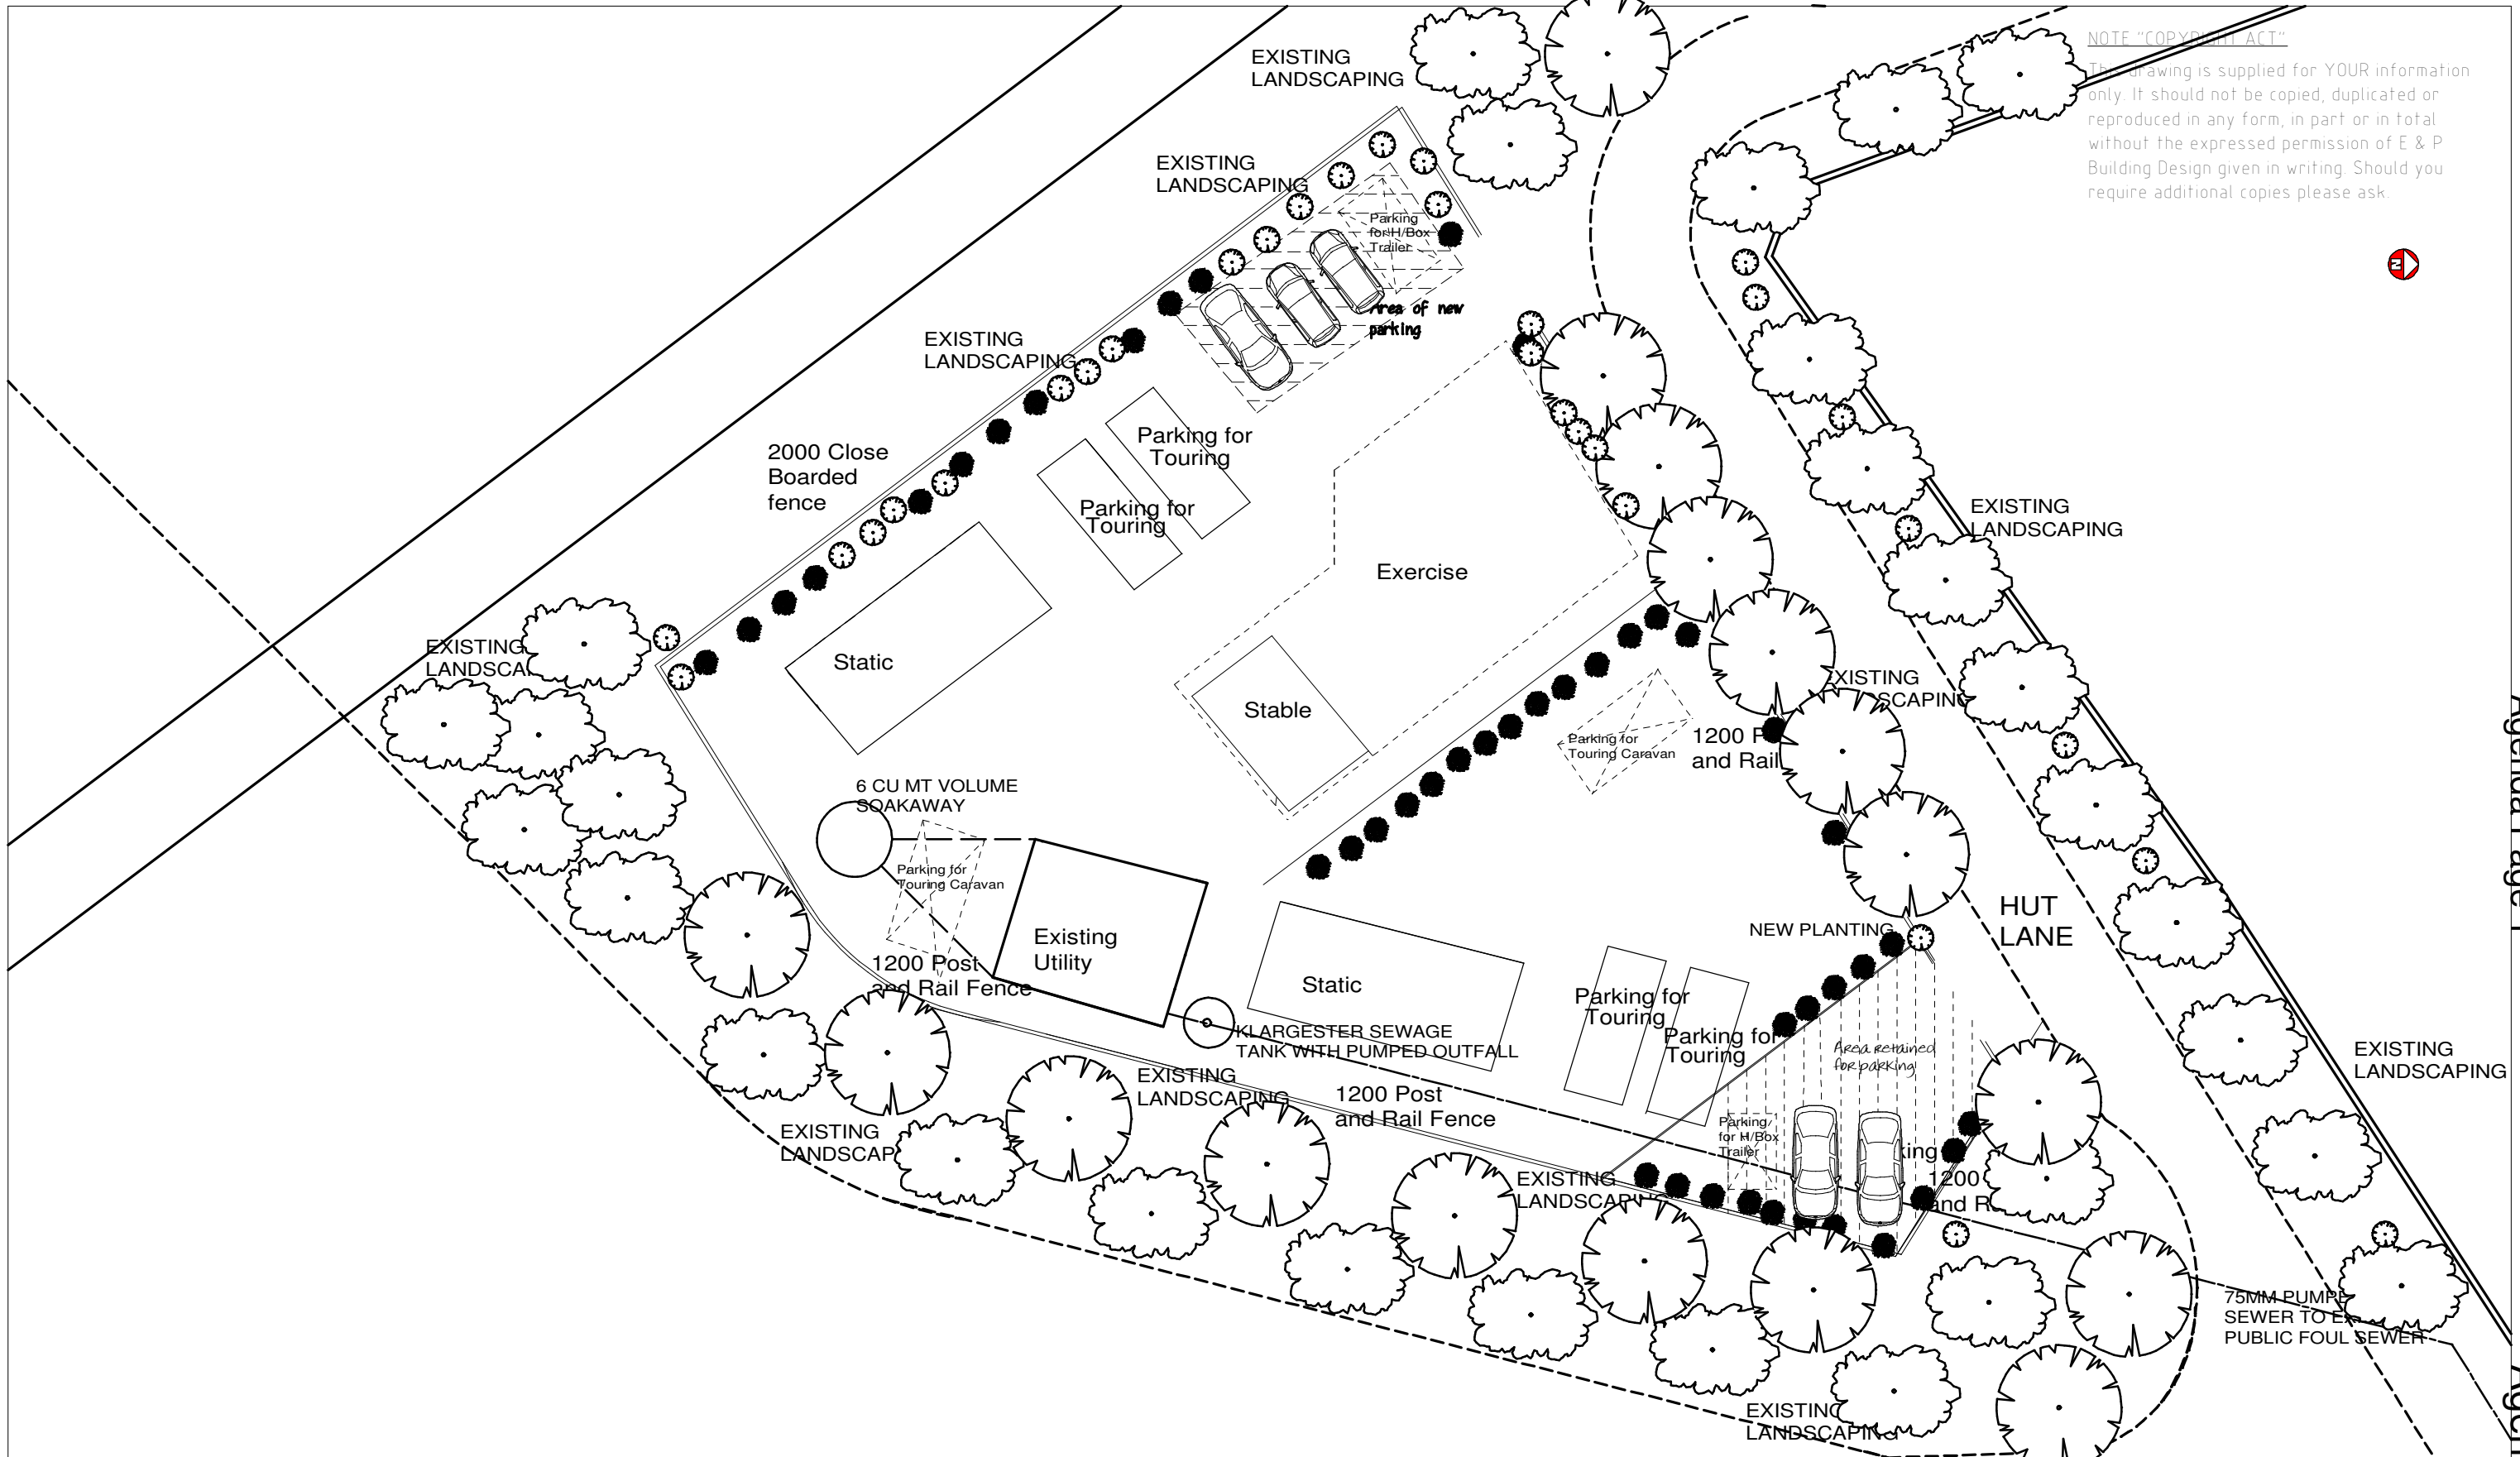 NOTE "COPYRIGHT ACT"
This drawing is supplied for YOUR information
only. It should not be copied, duplicated or
reproduced in any form, in part or in total
without the expressed permission of E & P
Building Design given in writing. Should you
require additional copies please ask.
N
EXISTING
LANDSCAPING
EXISTING
LANDSCAPING
Parking
for H/Box
Trailer
Area of new
parking
EXISTING
LANDSCAPING
2000 Close
Boarded
fence
Parking for
Touring
Parking for
Touring
EXISTING
LANDSCAPING
Exercise
EXISTING
Static
Stable
EXISTING
Parking for
Touring Caravan
1200
and Rail
6 CU MT VOLUME
SOAKAWAY
Parking for
Touring Caravan
Existing
Utility
1200 Post
and Rail Fence
HUT
LANE
NEW PLANTING
Static
Parking for
Touring
Parking for
Touring
KLARGESTER SEWAGE
TANK WITH PUMPED OUTFALL
Area retained
for parking
EXISTING
LANDSCAPING
EXISTING
LANDSCAPING
1200 Post
and Rail Fence
EXISTING
Parking
for H/Box
Trailer
EXISTING
LANDSCAPING
1200
and
75MM
SEWER TO
PUBLIC FOUL SEWER
EXISTING
LANDSCAPING